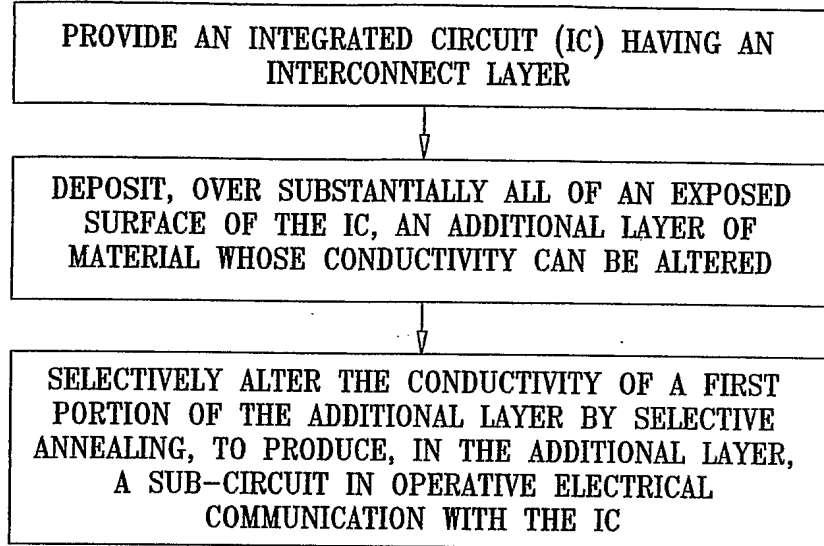 PROVIDE AN INTEGRATED CIRCUIT (IC) HAVING AN
INTERCONNECT LAYER
DEPOSIT, OVER SUBSTANTIALLY ALL OF AN EXPOSED
SURFACE OF THE IC, AN ADDITIONAL LAYER OF
MATERIAL WHOSE CONDUCTIVITY CAN BE ALTERED
SELECTIVELY ALTER THE CONDUCTIVITY OF A FIRST
PORTION OF THE ADDITIONAL LAYER BY SELECTIVE
ANNEALING, TO PRODUCE, IN THE ADDITIONAL LAYER,
A SUB-CIRCUIT IN OPERATIVE ELECTRICAL
COMMUNICATION WITH THE IC